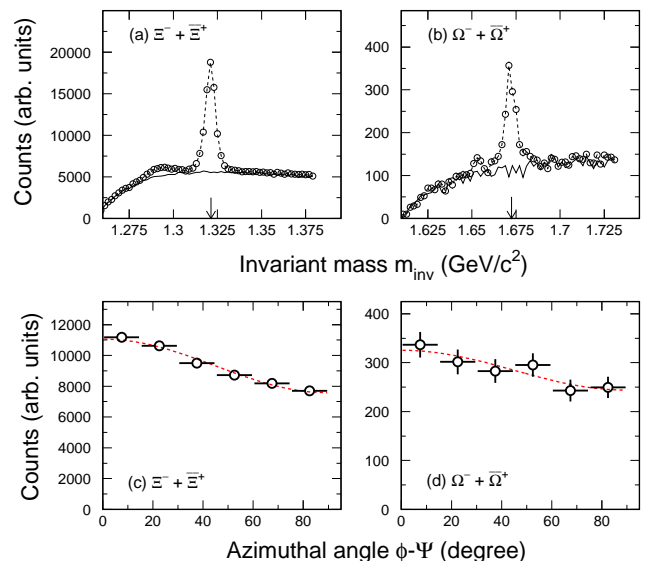 (a) Ξ⁻ + Ξ̅⁺
(b) Ω⁻ + Ω̅⁺
Counts (arb. units)
20000
15000
10000
5000
0
400
300
200
100
0
1.275 1.3 1.325 1.35 1.375
1.625 1.65 1.675 1.7 1.725
Invariant mass m_inv (GeV/c²)
Counts (arb. units)
12000
10000
8000
6000
4000
2000
0
400
300
200
100
0
(c) Ξ⁻ + Ξ̅⁺
(d) Ω⁻ + Ω̅⁺
0 20 40 60 80
0 20 40 60 80
Azimuthal angle ϕ-Ψ (degree)